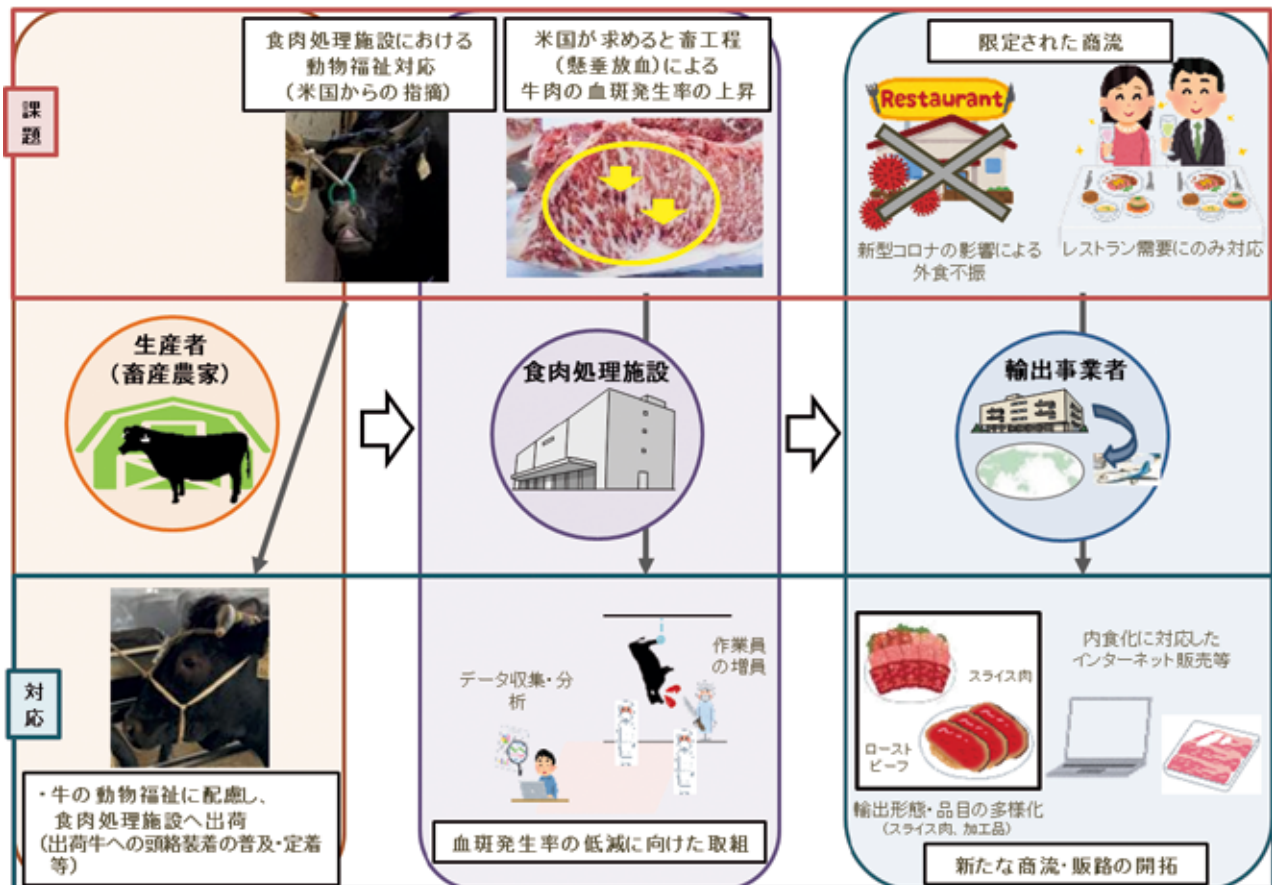 課
題
食肉処理施設における
動物福祉対応
（米国からの指摘）
米国が求めると畜工程
（懸垂放血）による
牛肉の血斑発生率の上昇
限定された商流
Restaurant
新型コロナの影響による
外食不振
レストラン需要にのみ対応
生産者
（畜産農家）
食肉処理施設
輸出事業者
対
応
・牛の動物福祉に配慮し、
食肉処理施設へ出荷
（出荷牛への頭絡装着の普及・定着
等）
データ収集・分
析
作業員
の増員
血斑発生率の低減に向けた取組
スライス肉
ロースト
ビーフ
輸出形態・品目の多様化
（スライス肉、加工品）
内食化に対応した
インターネット販売等
新たな商流・販路の開拓